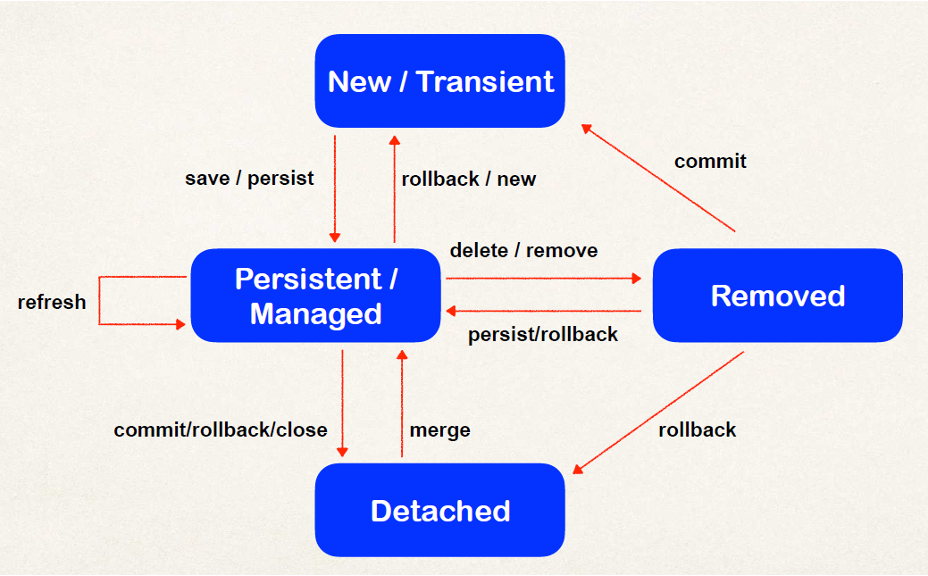 New / Transient
commit
save / persist
rollback / new
delete / remove
Persistent /
Managed
Removed
refresh
persist/rollback
commit/rollback/close
merge
rollback
Detached